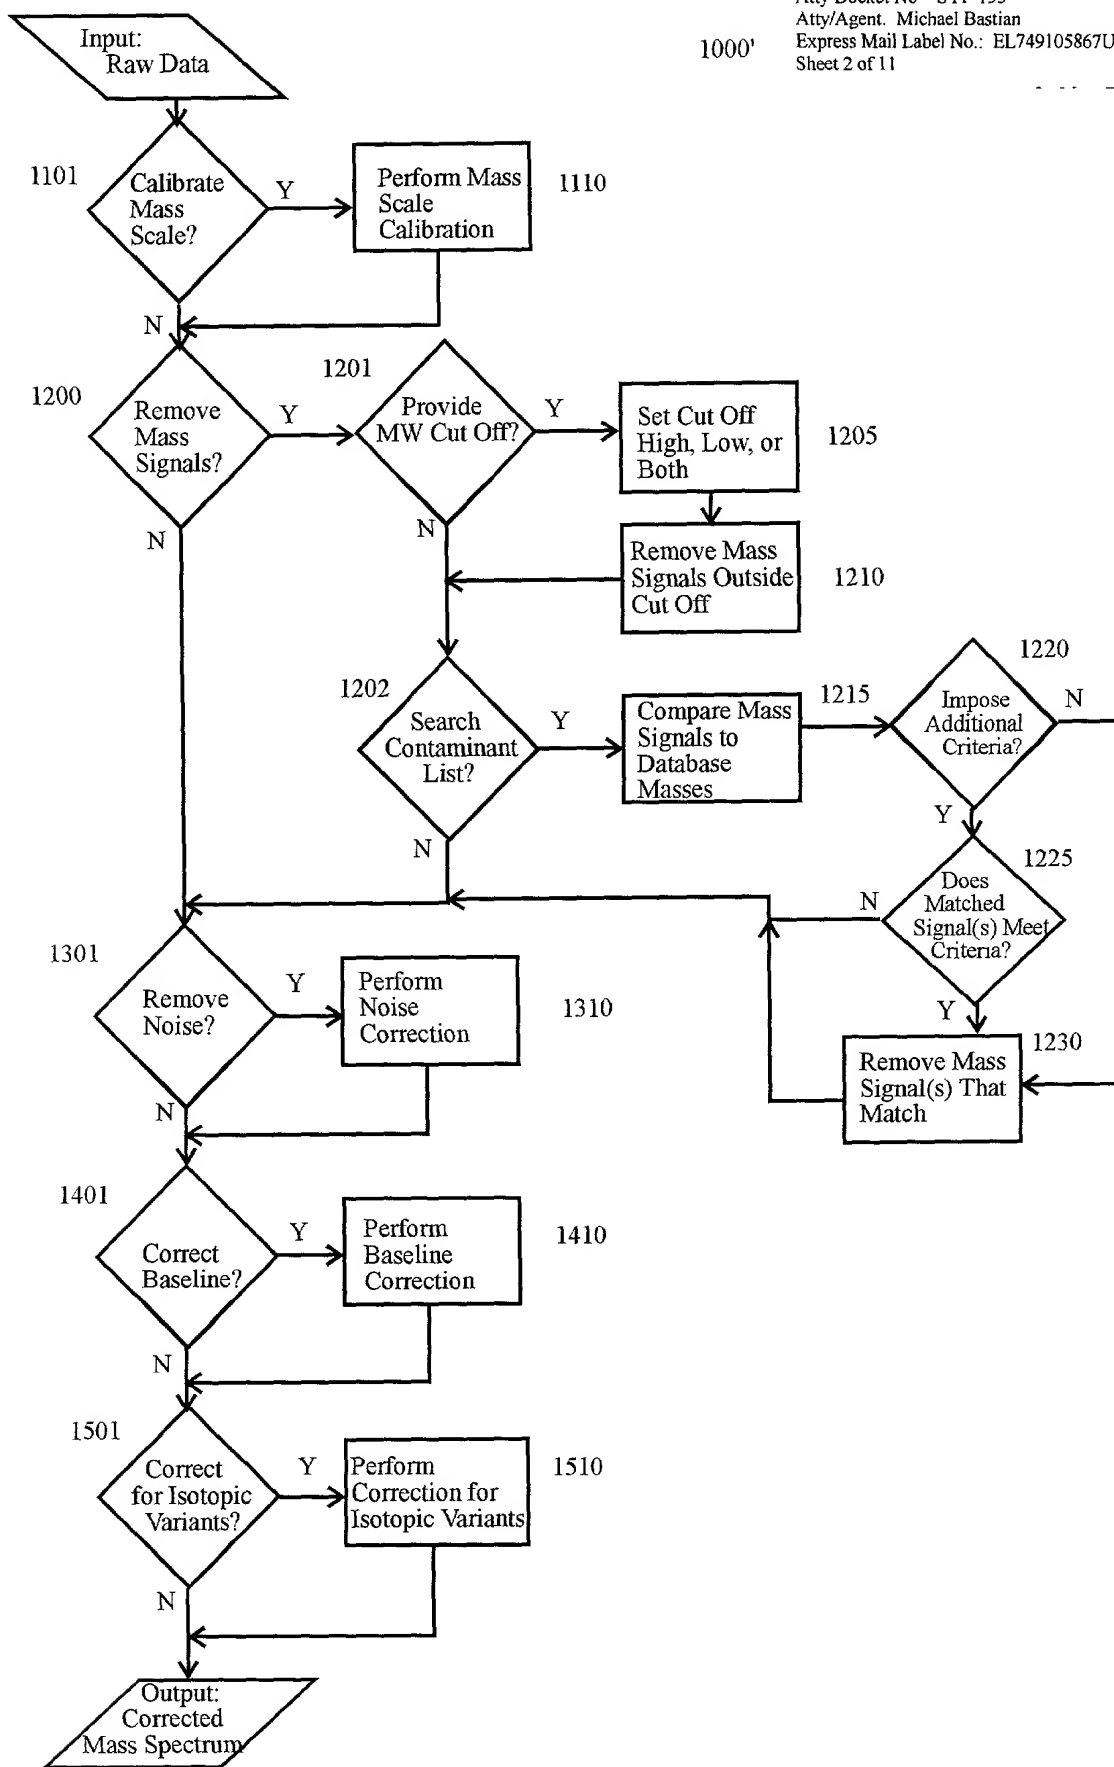 Atty/Agent. Michael Bastian
1000'
Express Mail Label No.: EL749105867U
Sheet 2 of 11
Input:
Raw Data
1101
Calibrate
Mass
Scale?
Y
Perform Mass
Scale
Calibration
1110
N
1200
Remove
Mass
Signals?
Y
N
1201
Provide
MW Cut Off?
Y
N
Set Cut Off
High, Low, or
Both
1205
Remove Mass
Signals Outside
Cut Off
1210
1202
Search
Contaminant
List?
Y
N
Compare Mass
Signals to
Database
Masses
1215
1220
Impose
Additional
Criteria?
N
Y
1225
Does
Matched
Signal(s) Meet
Criteria?
N
Y
1230
Remove Mass
Signal(s) That
Match
1301
Remove
Noise?
Y
Perform
Noise
Correction
1310
N
1401
Correct
Baseline?
Y
Perform
Baseline
Correction
1410
N
1501
Correct
for Isotopic
Variants?
Y
Perform
Correction for
Isotopic Variants
1510
N
Output:
Corrected
Mass Spectrum